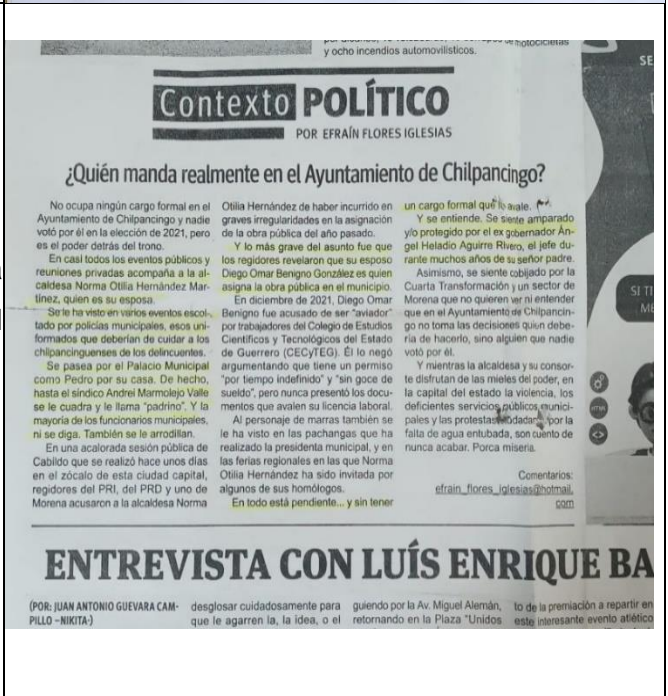 y ocho incendios automovilísticos.
motocicletas
SE
Contexto POLÍTICO
POR EFRAÍN FLORES IGLESIAS
¿Quién manda realmente en el Ayuntamiento de Chilpancingo?
No ocupa ningún cargo formal en el
Ayuntamiento de Chilpancingo y nadie
votó por él en la elección de 2021, pero
es el poder detrás del trono.
En casi todos los eventos públicos y
reuniones privadas acompaña a la al-
caldesa Norma Otilia Hernández Mar-
tínez, quien es su esposa.
Se le ha visto en varios eventos escol-
tado por policías municipales, esos uni-
formados que deberían de cuidar a los
chilpancinguenses de los delincuentes.
Se pasea por el Palacio Municipal
como Pedro por su casa. De hecho,
hasta el síndico Andrei Marmolejo Valle
se le cuadra y le llama "padrino". Y la
mayoría de los funcionarios municipales,
ni se diga. También se le arrodillan.
En una acalorada sesión pública de
Cabildo que se realizó hace unos días
en el zócalo de esta ciudad capital,
regidores del PRI, del PRD y uno de
Morena acusaron a la alcaldesa Norma
Otilia Hernández de haber incurrido en
graves irregularidades en la asignación
de la obra pública del año pasado.
Y lo más grave del asunto fue que
los regidores revelaron que su esposo
Diego Omar Benigno González es quien
asigna la obra pública en el municipio.
En diciembre de 2021, Diego Omar
Benigno fue acusado de ser "aviador"
por trabajadores del Colegio de Estudios
Científicos y Tecnológicos del Estado
de Guerrero (CECyTEG). Él lo negó
argumentando que tiene un permiso
"por tiempo indefinido" y "sin goce de
sueldo", pero nunca presentó los docu-
mentos que avalen su licencia laboral.
Al personaje de marras también se
le ha visto en las pachangas que ha
realizado la presidenta municipal, y en
las ferias regionales en las que Norma
Otilia Hernández ha sido invitada por
algunos de sus homólogos.
En todo está pendiente... y sin tener
un cargo formal que lo avale.
Y se entiende. Se siente amparado
y/o protegido por el ex gobernador Án-
gel Heladio Aguirre Rivero, el jefe du-
rante muchos años de su señor padre.
Asimismo, se siente cobijado por la
Cuarta Transformación y un sector de
Morena que no quieren ver ni entender
que en el Ayuntamiento de Chilpancin-
go no toma las decisiones quien debe-
ría de hacerlo, sino alguien que nadie
votó por él.
Y mientras la alcaldesa y su consor-
te disfrutan de las mieles del poder, en
la capital del estado la violencia, los
deficientes servicios públicos munici-
pales y las protestas por la
falta de agua entubada, son cuento de
nunca acabar. Porca miseria.
Comentarios:
efrain_flores_iglesias@hotmail.
com
SI TI
ME
HTML
ENTREVISTA CON LUÍS ENRIQUE BA
(POR: JUAN ANTONIO GUEVARA CAM-
PILLO –NIKITA-)
desglosar cuidadosamente para
que le agarren la, la idea, o el
guiendo por la Av. Miguel Alemán,
retornando en la Plaza "Unidos
to de la premiación a repartir en
este interesante evento atlético